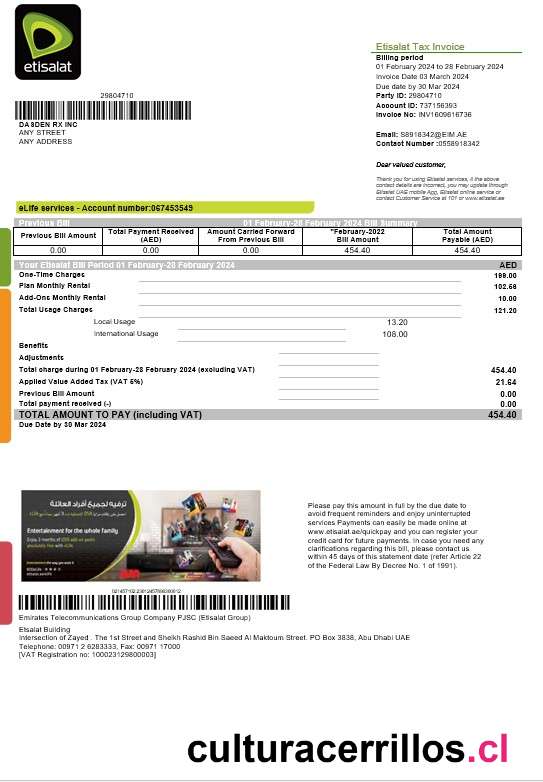 etisalat
Etisalat Tax Invoice
Billing period
01 February 2024 to 28 February 2024
Invoice Date 03 March 2024
Due date by 30 Mar 2024
Party ID: 29804710
Account ID: 737156393
Invoice No: INV1609816736
Email: S8918342@EIM.AE
Contact Number :0558918342
29804710
DASDEN RX INC
ANY STREET
ANY ADDRESS
Dear valued customer,
Thank you for using Etisalat services, if the above
contact details are incorrect, you may update through
Etisalat UAE mobile App, Etisalat online service or
contact Customer Service at 101 or www.etisalat.ae
eLife services - Account number:067453549
Previous Bill 01 February-28 February 2024 Bill Summary
Previous Bill Amount Total Payment Received (AED) Amount Carried Forward From Previous Bill "February-2022 Bill Amount Total Amount Payable (AED)
0.00 0.00 0.00 454.40 454.40
Your Etisalat Bill Period 01 February-28 February 2024 AED
One-Time Charges 199.00
Plan Monthly Rental 102.56
Add-Ons Monthly Rental 10.00
Total Usage Charges 121.20
Local Usage 13.20
International Usage 108.00
Benefits
Adjustments
Total charge during 01 February-28 February 2024 (excluding VAT) 454.40
Applied Value Added Tax (VAT 5%) 21.64
Previous Bill Amount 0.00
Total payment received (-) 0.00
TOTAL AMOUNT TO PAY (including VAT) 454.40
Due Date by 30 Mar 2024
ترفيه لجميع أفراد العائلة
Entertainment for the whole family
Please pay this amount in full by the due date to
avoid frequent reminders and enjoy uninterrupted
services Payments can easily be made online at
www.etisalat.ae/quickpay and you can register your
credit card for future payments. In case you need any
clarifications regarding this bill, please contact us
within 45 days of this statement date (refer Article 22
of the Federal Law By Decree No. 1 of 1991).
Emirates Telecommunications Group Company PJSC (Etisalat Group)
Etisalat Building
Intersection of Zayed . The 1st Street and Sheikh Rashid Bin Saeed Al Maktoum Street. PO Box 3838, Abu Dhabi UAE
Telephone: 00971 2 6283333, Fax: 00971 17000
[VAT Registration no: 100023129800003]
culturacerrillos.cl